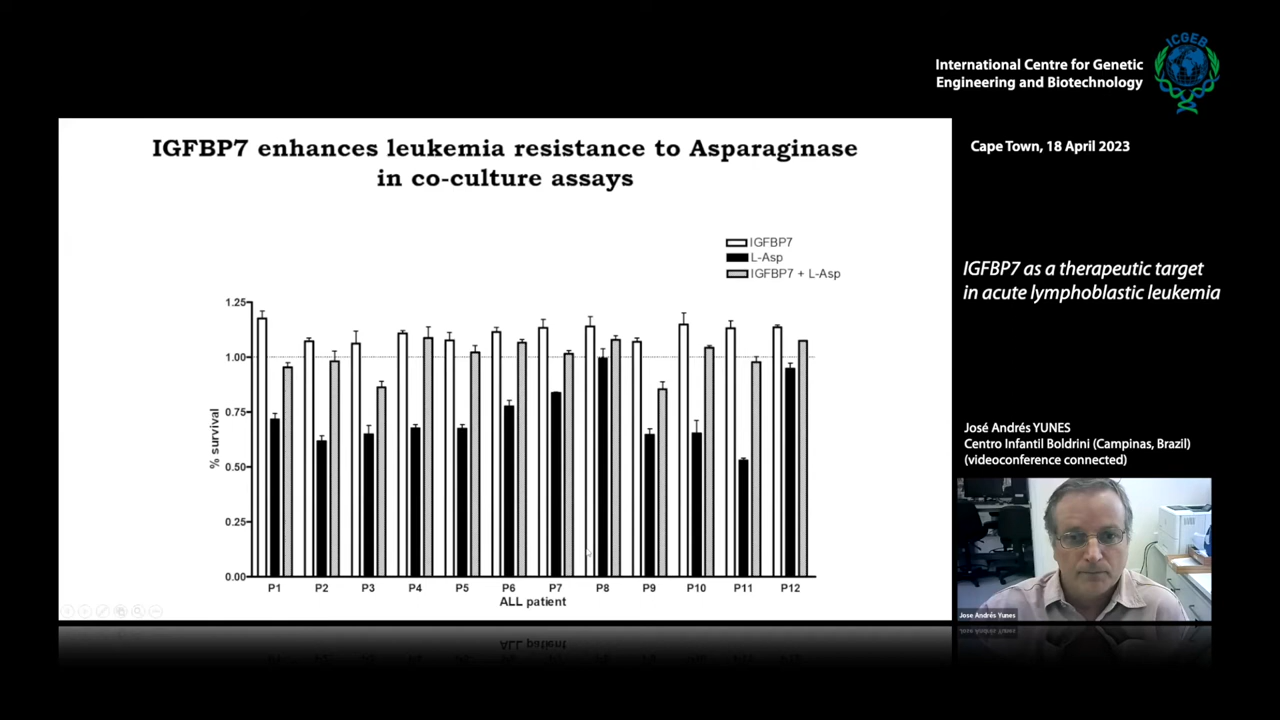 ICGEB
International Centre for Genetic
Engineering and Biotechnology
Cape Town, 18 April 2023
IGFBP7 enhances leukemia resistance to Asparaginase
in co-culture assays
IGFBP7
L-Asp
IGFBP7 + L-Asp
1.25
1.00
0.75
0.50
0.25
0.00
% survival
P1 P2 P3 P4 P5 P6 P7 P8 P9 P10 P11 P12
ALL patient
IGFBP7 as a therapeutic target
in acute lymphoblastic leukemia
José Andrés YUNES
Centro Infantil Boldrini (Campinas, Brazil)
(videoconference connected)
Jose Andrés Yunes